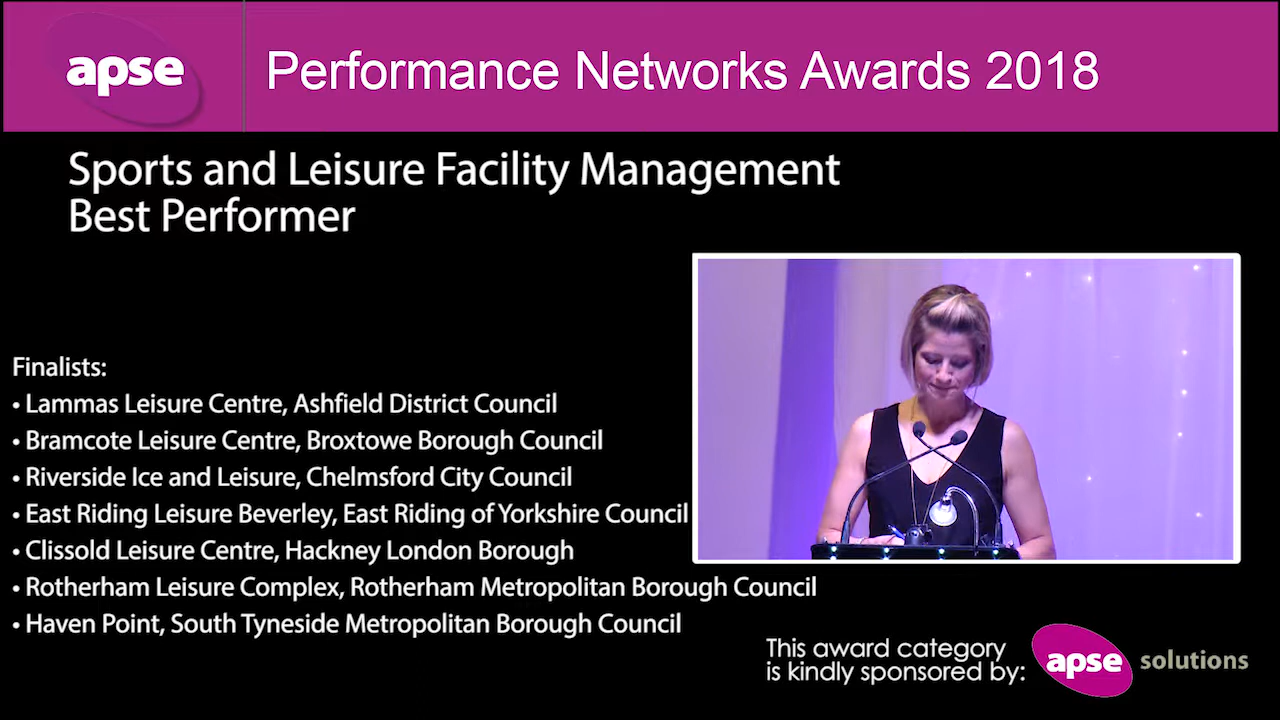 apse
Performance Networks Awards 2018
Sports and Leisure Facility Management
Best Performer
Finalists:
• Lammas Leisure Centre, Ashfield District Council
• Bramcote Leisure Centre, Broxtowe Borough Council
• Riverside Ice and Leisure, Chelmsford City Council
• East Riding Leisure Beverley, East Riding of Yorkshire Council
• Clissold Leisure Centre, Hackney London Borough
• Rotherham Leisure Complex, Rotherham Metropolitan Borough Council
• Haven Point, South Tyneside Metropolitan Borough Council
This award category
is kindly sponsored by:
apse solutions